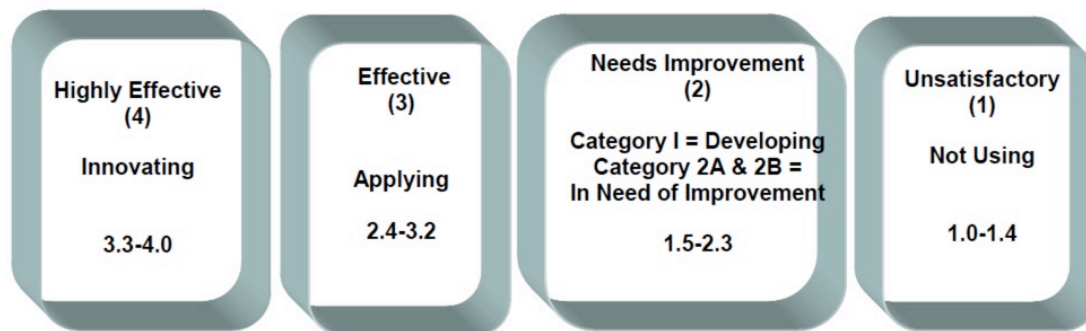 Highly Effective
(4)
Innovating
3.3-4.0
Effective
(3)
Applying
2.4-3.2
Needs Improvement
(2)
Category I = Developing
Category 2A & 2B =
In Need of Improvement
1.5-2.3
Unsatisfactory
(1)
Not Using
1.0-1.4